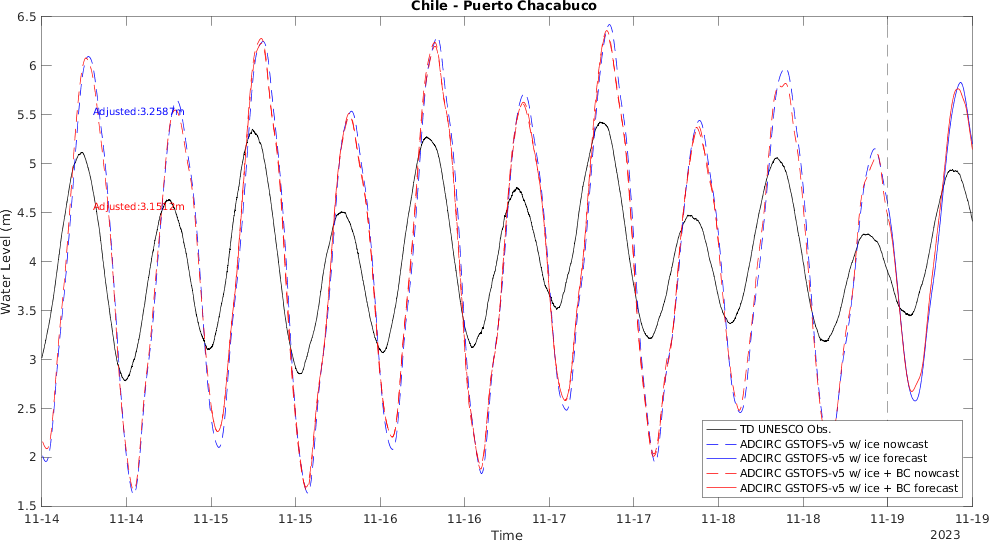 Chile - Puerto Chacabuco
Water Level (m)
6.5
6
5.5
5
4.5
4
3.5
3
2.5
2
1.5
Adjusted:3.2587m
Adjusted:3.1512m
TD UNESCO Obs.
ADCIRC GSTOFS-v5 w/ ice nowcast
ADCIRC GSTOFS-v5 w/ ice forecast
ADCIRC GSTOFS-v5 w/ ice + BC nowcast
ADCIRC GSTOFS-v5 w/ ice + BC forecast
11-14 11-14 11-15 11-15 11-16 11-16 11-17 11-17 11-18 11-18 11-19 11-19
Time
2023